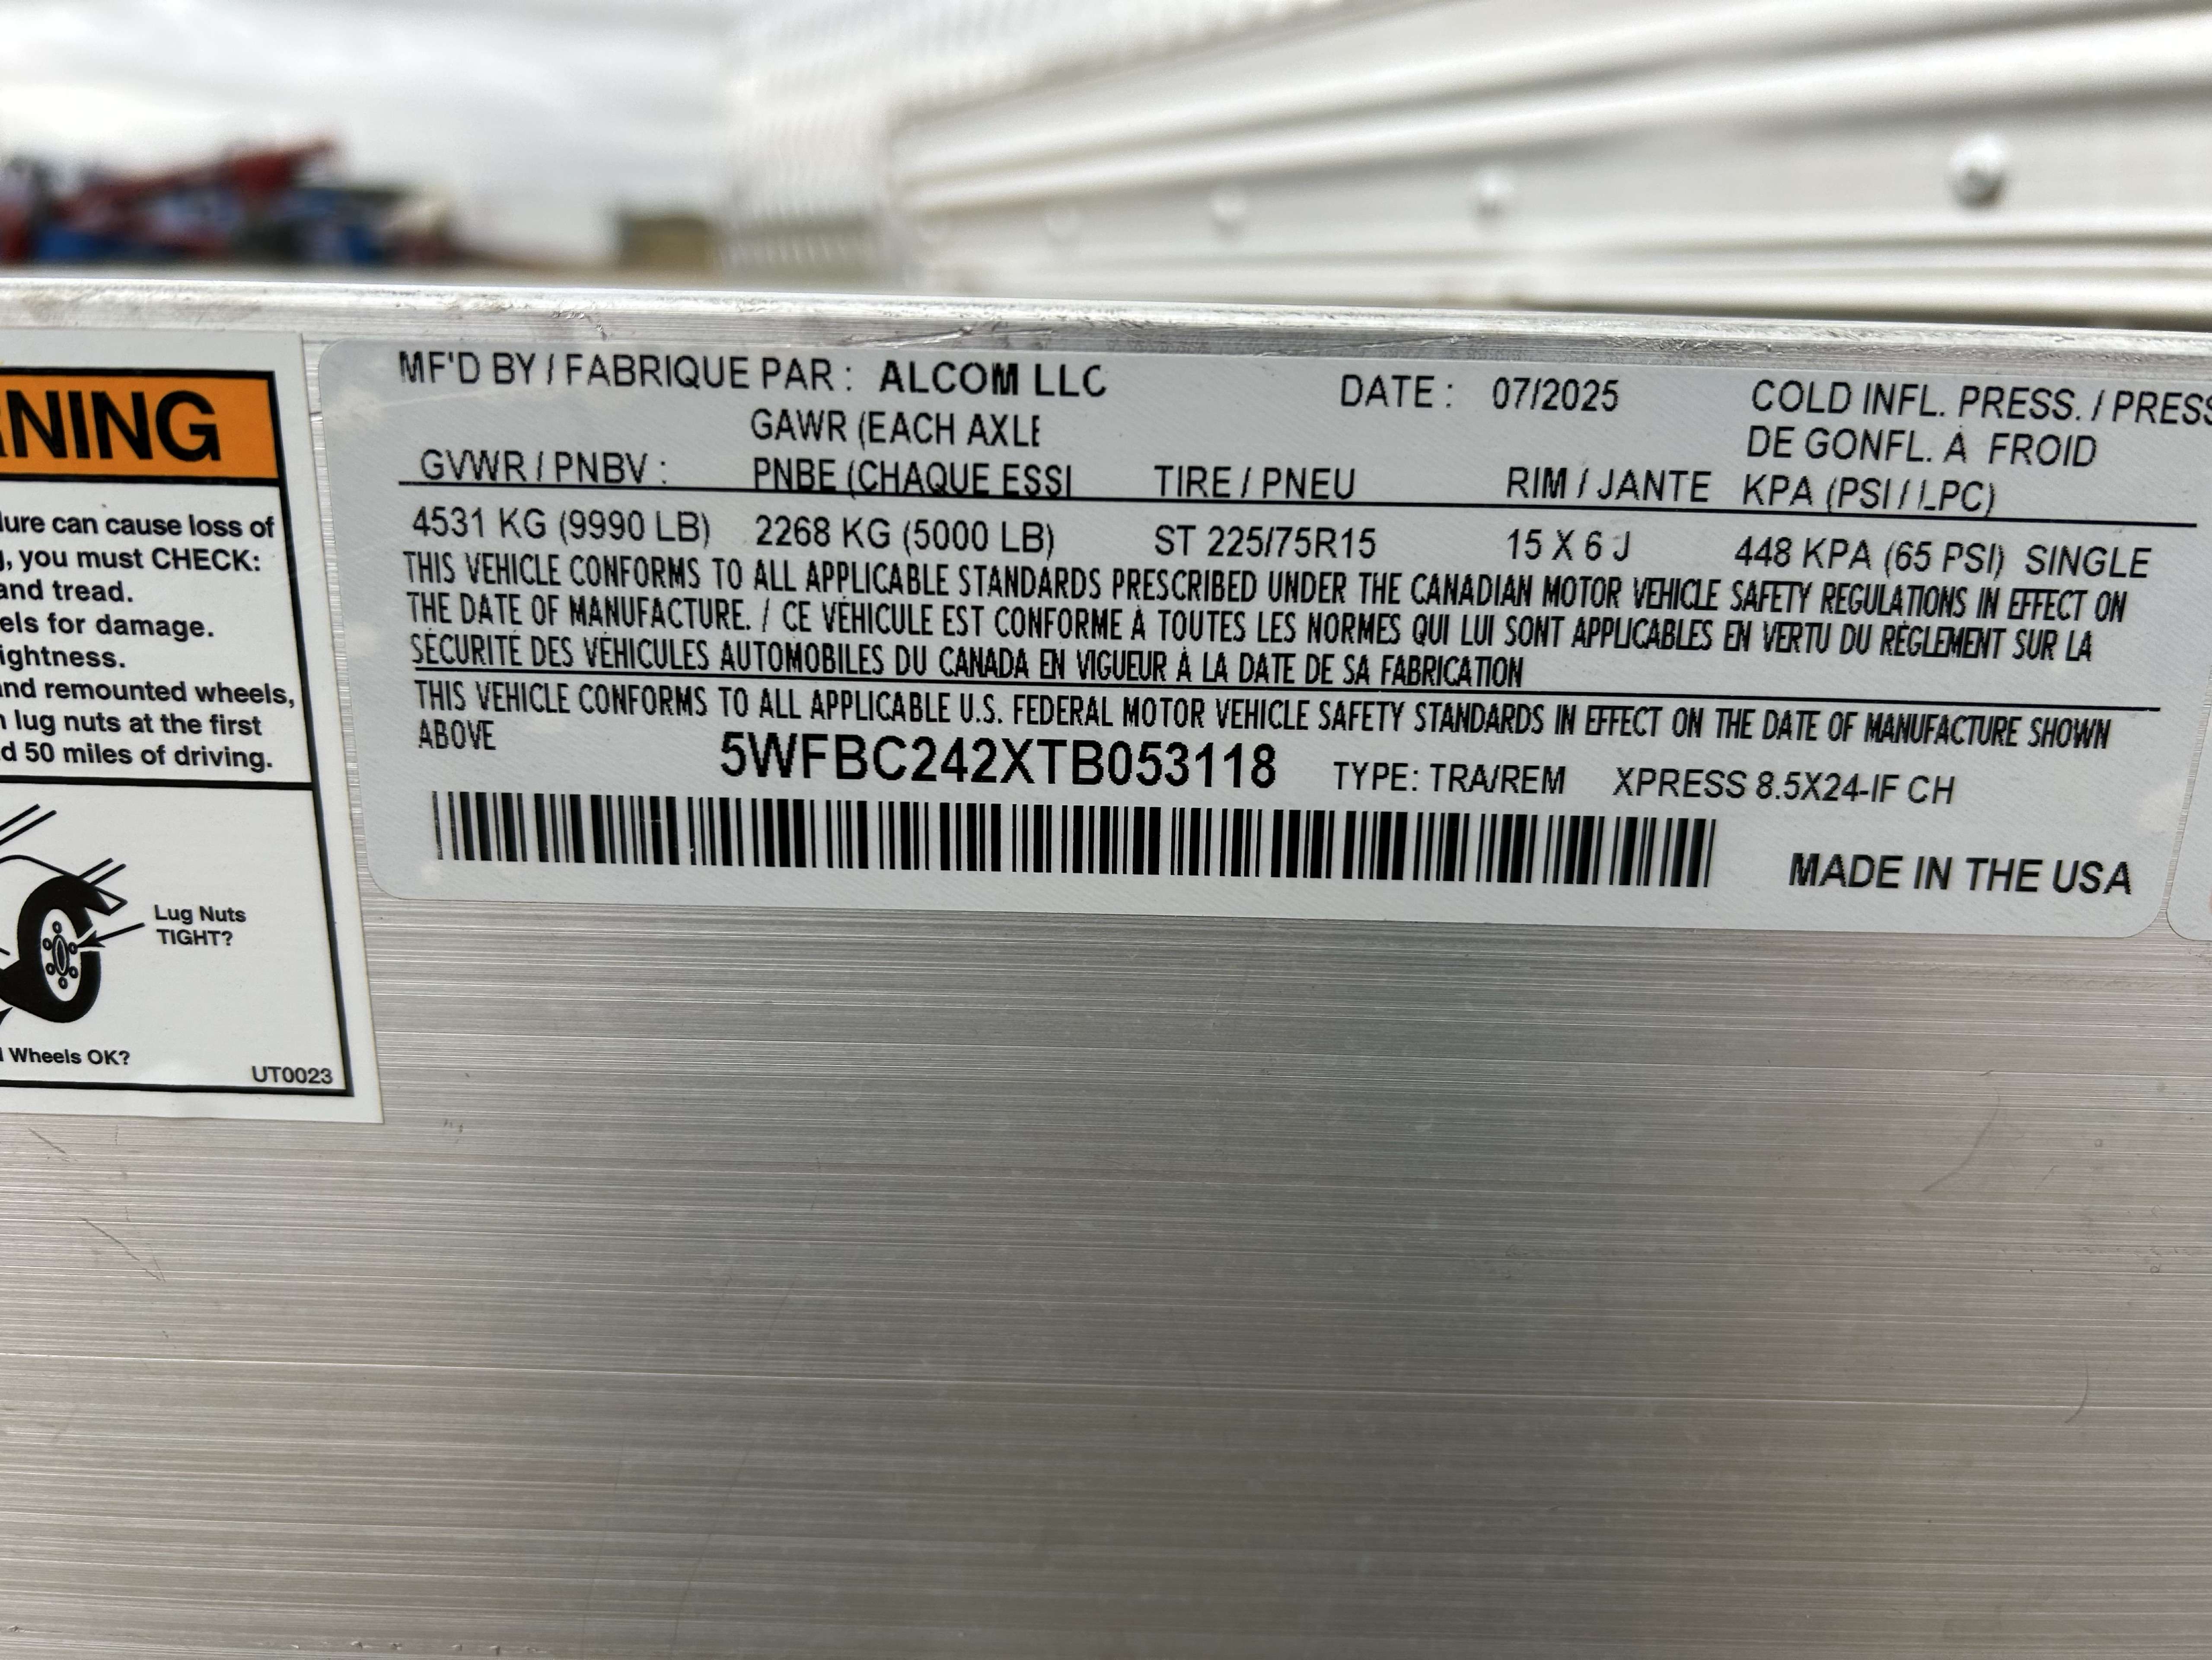 NING
lure can cause loss of
, you must CHECK:
and tread.
els for damage.
ightness.
nd remounted wheels,
lug nuts at the first
d 50 miles of driving.
Lug Nuts
TIGHT?
Wheels OK?
UT0023
MF'D BY / FABRIQUE PAR : ALCOM LLC DATE : 07/2025 COLD INFL. PRESS. / PRESS
GAWR (EACH AXLE DE GONFL. À FROID
GVWR / PNBV : PNBE (CHAQUE ESSI TIRE / PNEU RIM / JANTE KPA (PSI / LPC)
4531 KG (9990 LB) 2268 KG (5000 LB) ST 225/75R15 15 X 6 J 448 KPA (65 PSI) SINGLE
THIS VEHICLE CONFORMS TO ALL APPLICABLE STANDARDS PRESCRIBED UNDER THE CANADIAN MOTOR VEHICLE SAFETY REGULATIONS IN EFFECT ON
THE DATE OF MANUFACTURE. / CE VÉHICULE EST CONFORME À TOUTES LES NORMES QUI LUI SONT APPLICABLES EN VERTU DU RÈGLEMENT SUR LA
SÉCURITÉ DES VÉHICULES AUTOMOBILES DU CANADA EN VIGUEUR À LA DATE DE SA FABRICATION
THIS VEHICLE CONFORMS TO ALL APPLICABLE U.S. FEDERAL MOTOR VEHICLE SAFETY STANDARDS IN EFFECT ON THE DATE OF MANUFACTURE SHOWN
ABOVE 5WFBC242XTB053118 TYPE: TRA/REM XPRESS 8.5X24-IF CH
MADE IN THE USA